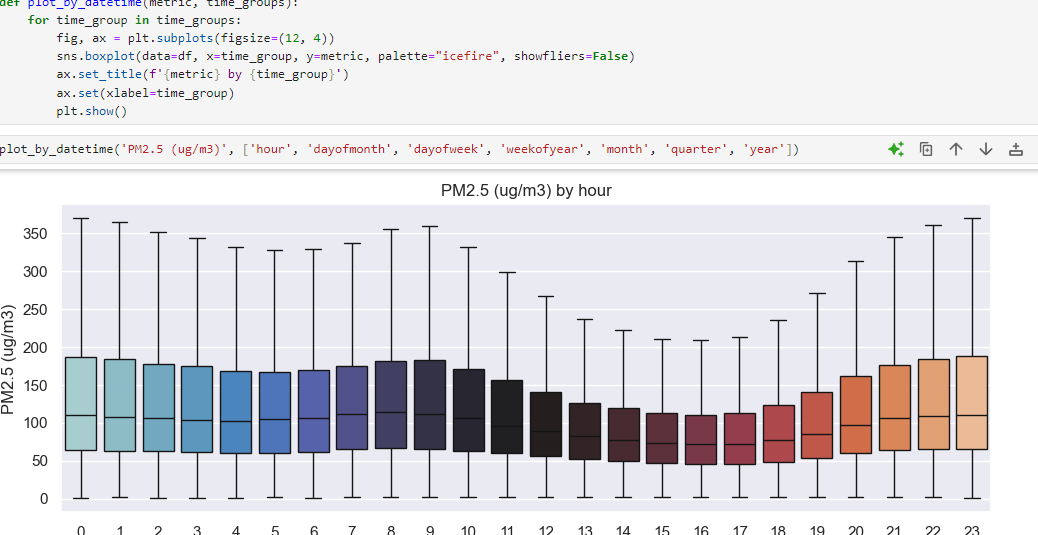 def plot_by_datetime(metric, time_groups):
for time_group in time_groups:
fig, ax = plt.subplots(figsize=(12, 4))
sns.boxplot(data=df, x=time_group, y=metric, palette="icefire", showfliers=False)
ax.set_title(f'{metric} by {time_group}')
ax.set(xlabel=time_group)
plt.show()
plot_by_datetime('PM2.5 (ug/m3)', ['hour', 'dayofmonth', 'dayofweek', 'weekofyear', 'month', 'quarter', 'year'])
PM2.5 (ug/m3) by hour
PM2.5 (ug/m3)
350
300
250
200
150
100
50
0
0 1 2 3 4 5 6 7 8 9 10 11 12 13 14 15 16 17 18 19 20 21 22 23